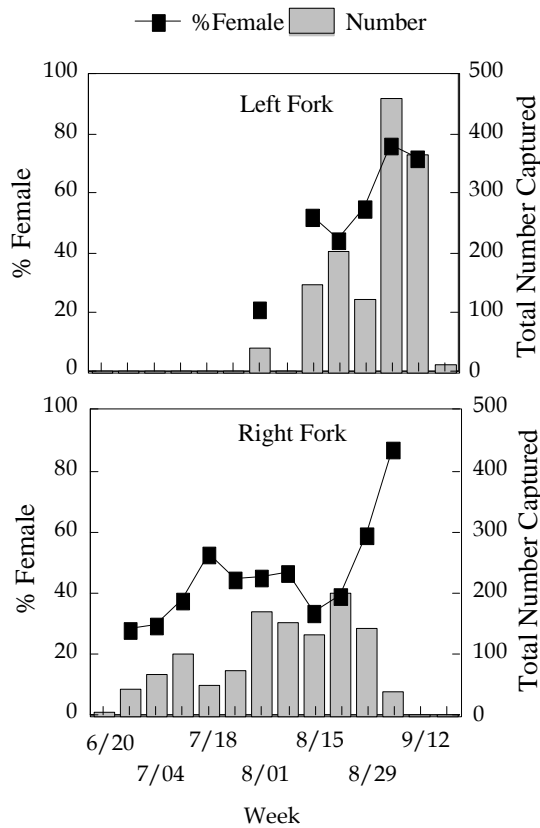 %Female Number
Left Fork
% Female
100
80
60
40
20
0
500
400
300
200
100
0
Total Number Captured
Right Fork
% Female
100
80
60
40
20
0
500
400
300
200
100
0
Total Number Captured
6/20 7/18 8/15 9/12
7/04 8/01 8/29
Week